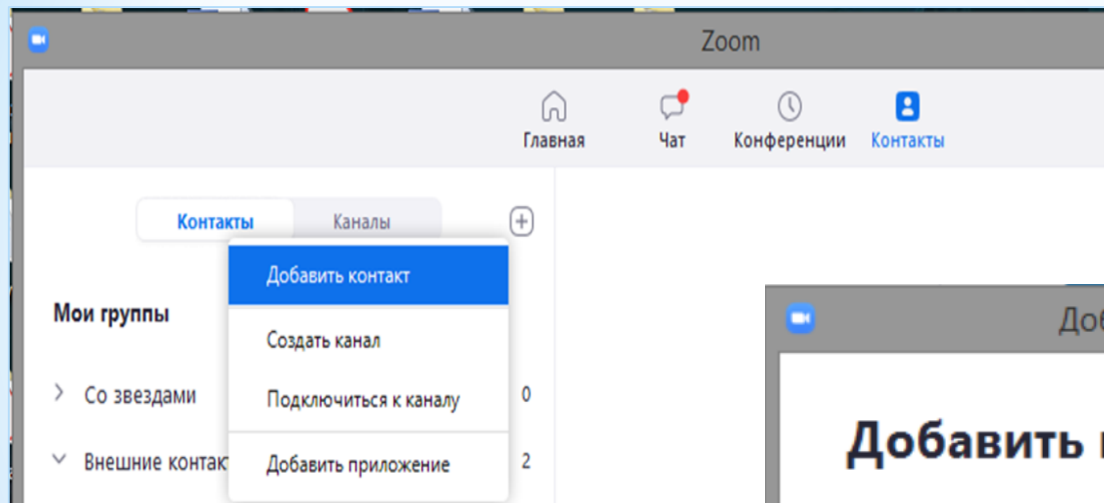 Zoom
Главная Чат Конференции Контакты
Контакты Каналы
Добавить контакт
Мои группы
Создать канал
Со звездами 0
Подключиться к каналу
Внешние контак 2
Добавить приложение
Доб
Добавить